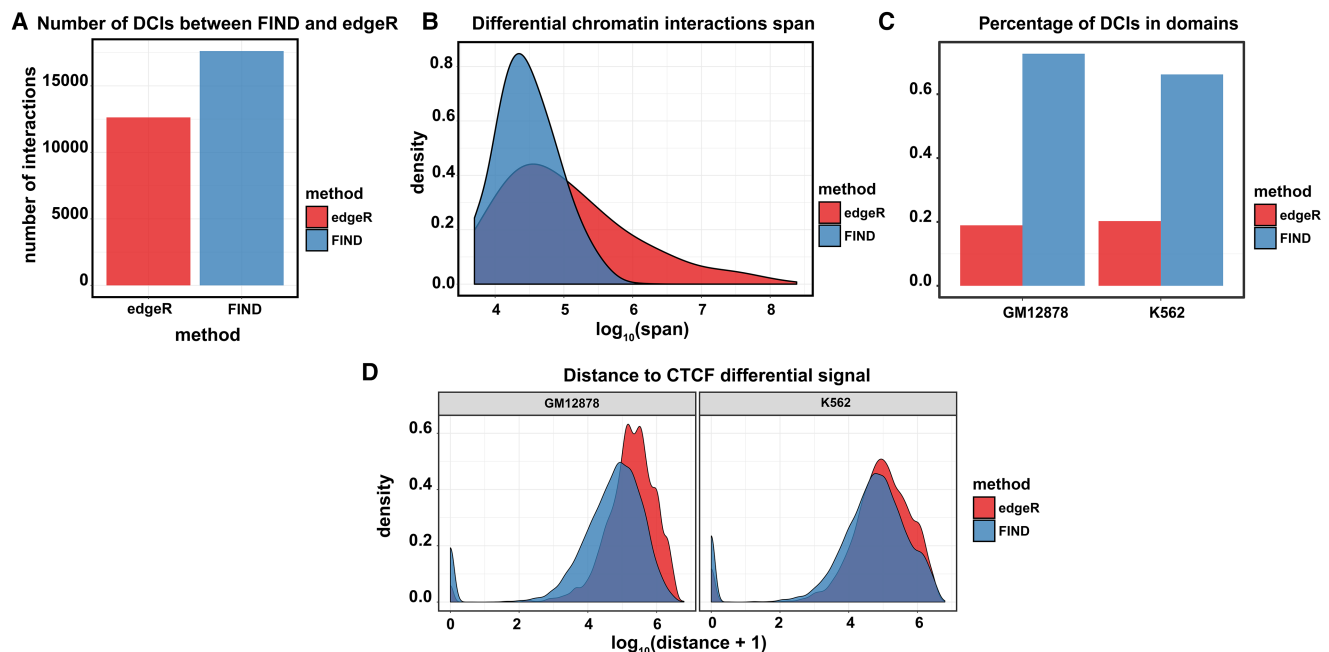 A Number of DCIs between FIND and edgeR
number of interactions
15000
10000
5000
0
edgeR FIND
method
method
edgeR
FIND
B Differential chromatin interactions span
density
0.8
0.6
0.4
0.2
0.0
4 5 6 7 8
log₁₀(span)
method
edgeR
FIND
C Percentage of DCIs in domains
0.6
0.4
0.2
0.0
GM12878 K562
method
edgeR
FIND
D Distance to CTCF differential signal
GM12878 K562
density
0.6
0.4
0.2
0.0
0 2 4 6 0 2 4 6
log₁₀(distance + 1)
method
edgeR
FIND